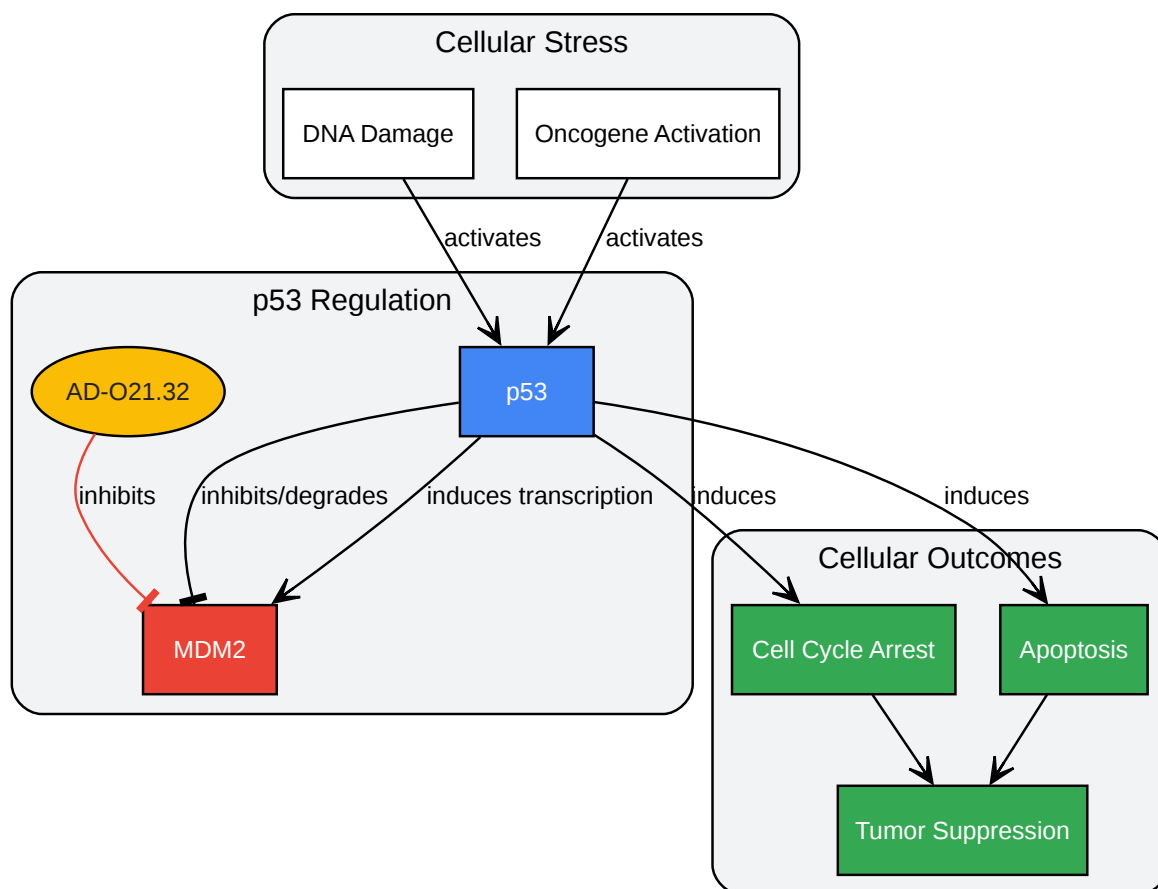 Cellular Stress
DNA Damage
Oncogene Activation
activates
activates
p53 Regulation
AD-O21.32
p53
inhibits
inhibits/degrades
induces transcription
induces
induces
Cellular Outcomes
MDM2
Cell Cycle Arrest
Apoptosis
Tumor Suppression